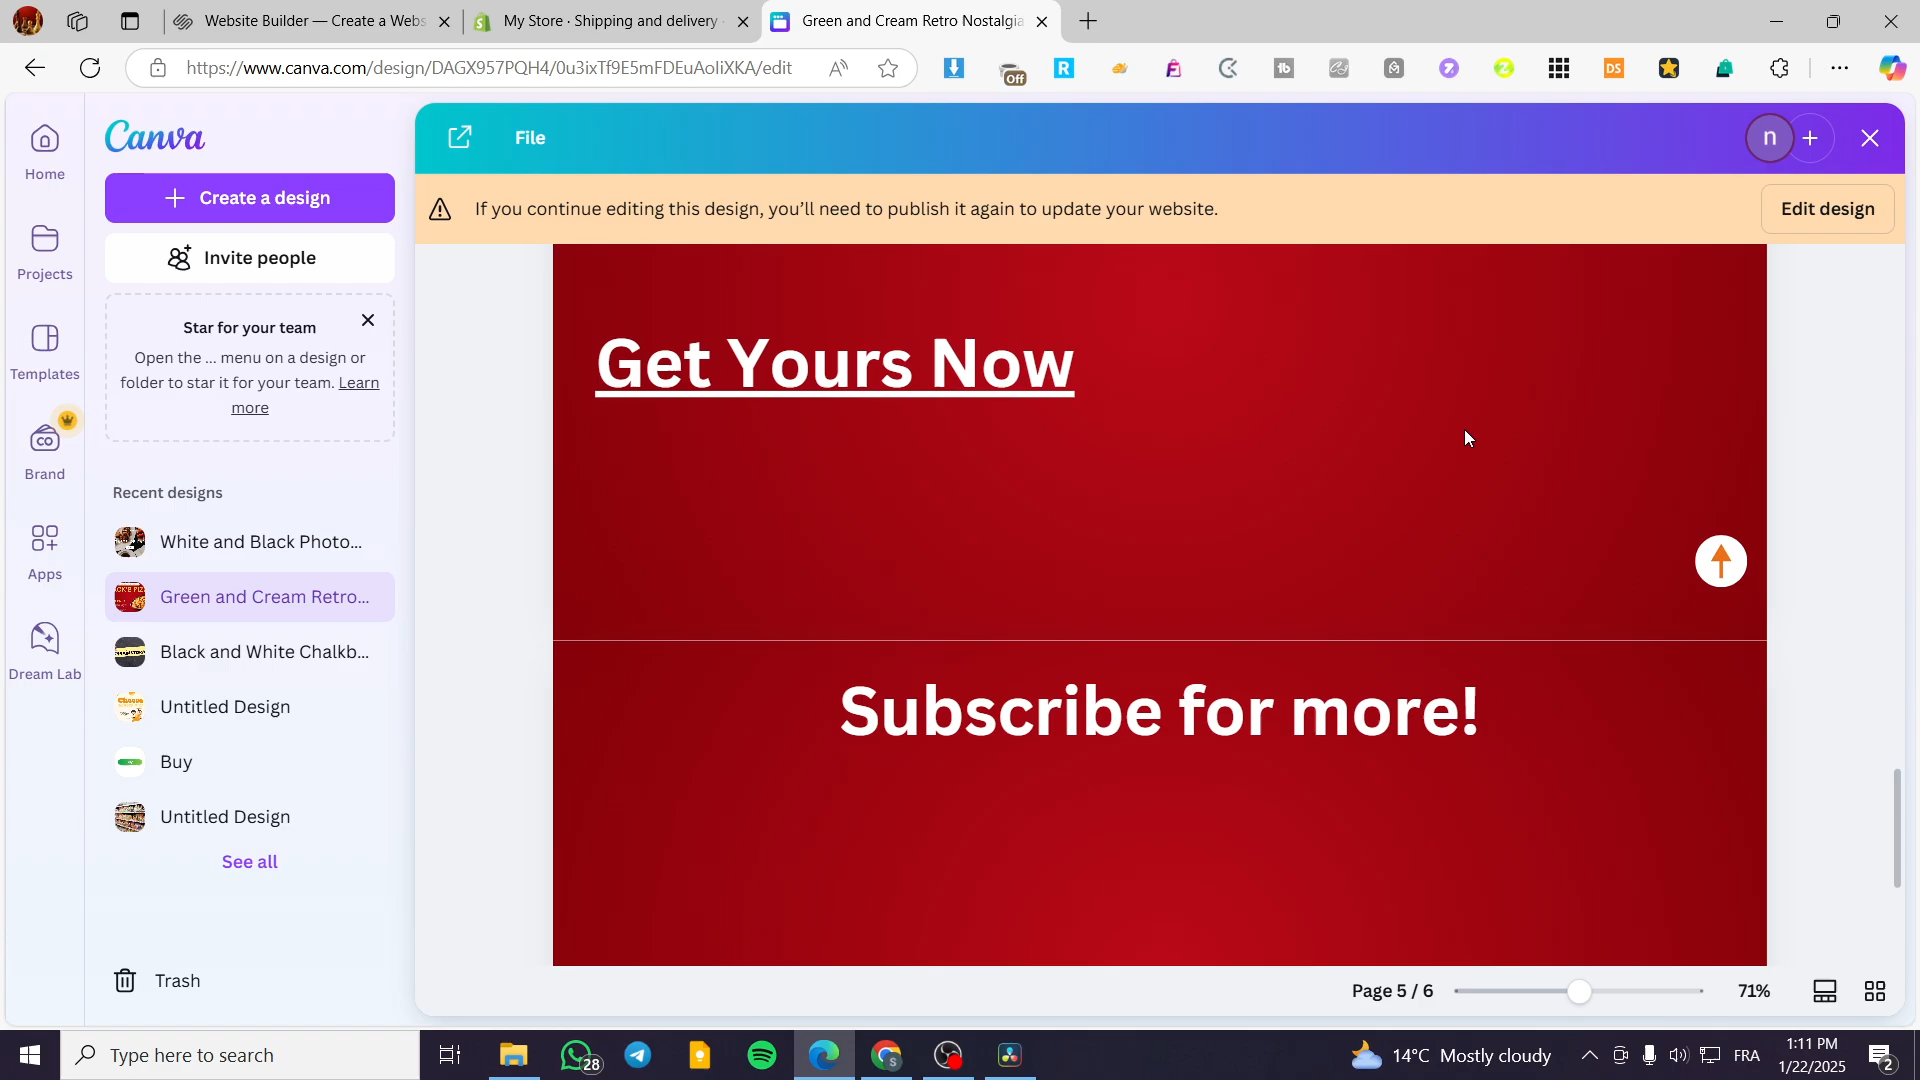 Website Builder — Create a Webs
My Store · Shipping and delivery
Green and Cream Retro Nostalgia
https://www.canva.com/design/DAGX957PQH4/0u3ixTf9E5mFDEuAoliXKA/edit
Off
R
tb
DS
Canva
File
n
Home
Create a design
If you continue editing this design, you’ll need to publish it again to update your website.
Edit design
Invite people
Projects
Star for your team
Open the ... menu on a design or
folder to star it for your team. Learn
more
Templates
Get Yours Now
CO
Brand
Recent designs
White and Black Photo...
Apps
Green and Cream Retro...
Black and White Chalkb...
Dream Lab
Untitled Design
Subscribe for more!
Buy
Untitled Design
See all
Trash
Page 5 / 6
71%
Type here to search
28
14°C Mostly cloudy
FRA
1:11 PM
1/22/2025
2